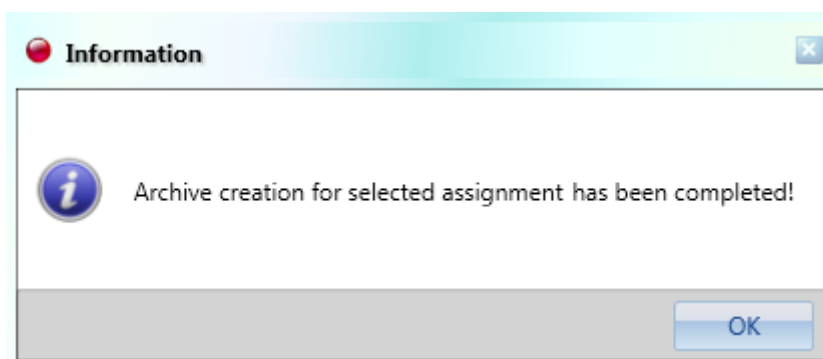 Information
Archive creation for selected assignment has been completed!
OK